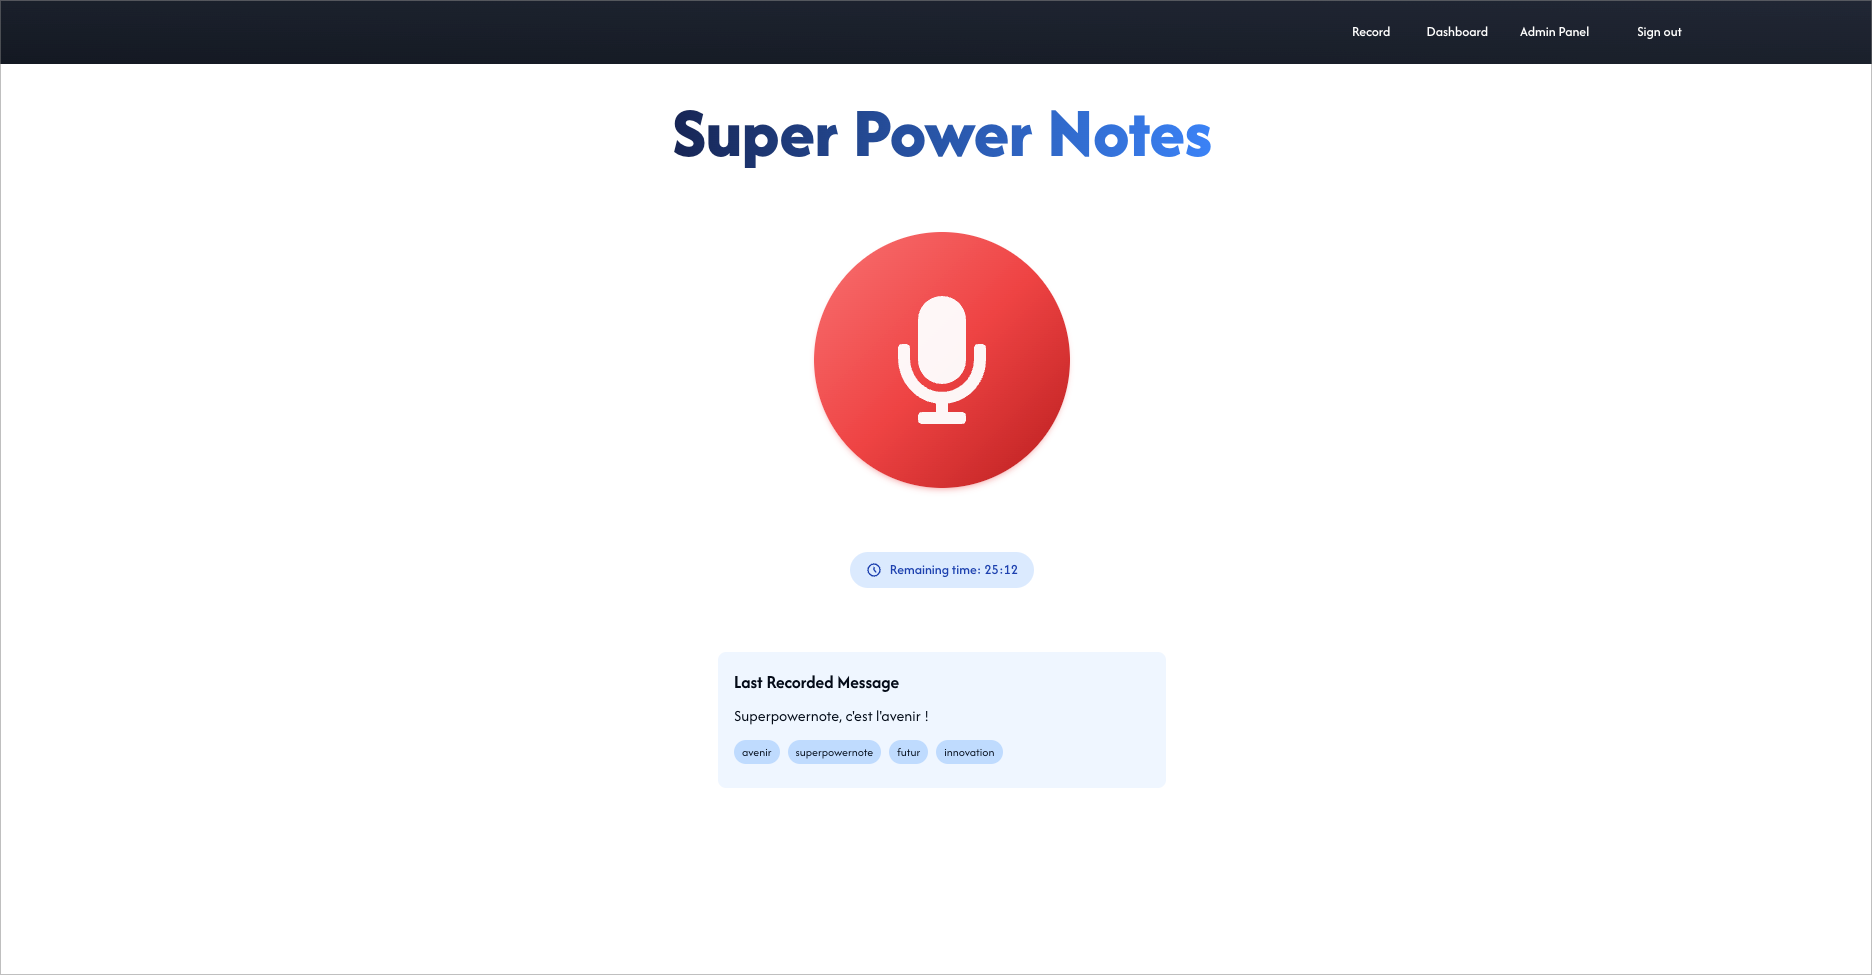 Record Dashboard Admin Panel Sign out
Super Power Notes
Remaining time: 25:12
Last Recorded Message
Superpowernote, c'est l'avenir !
avenir superpowernote futur innovation